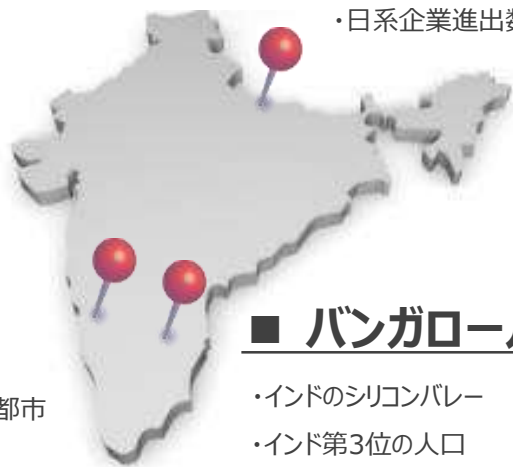 ・日系企業進出数
■ バンガロール
都市
・インドのシリコンバレー
・インド第3位の人口